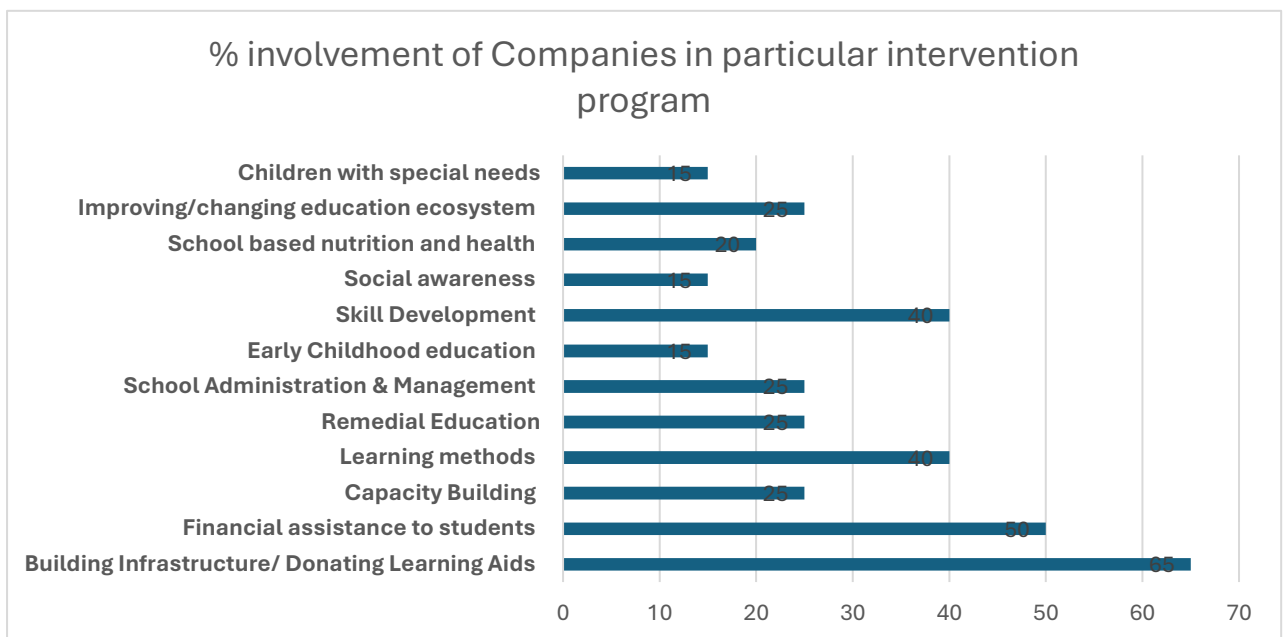 % involvement of Companies in particular intervention
program
Children with special needs 15
Improving/changing education ecosystem 25
School based nutrition and health 20
Social awareness 15
Skill Development 40
Early Childhood education 15
School Administration & Management 25
Remedial Education 25
Learning methods 40
Capacity Building 25
Financial assistance to students 50
Building Infrastructure/ Donating Learning Aids 65
0 10 20 30 40 50 60 70